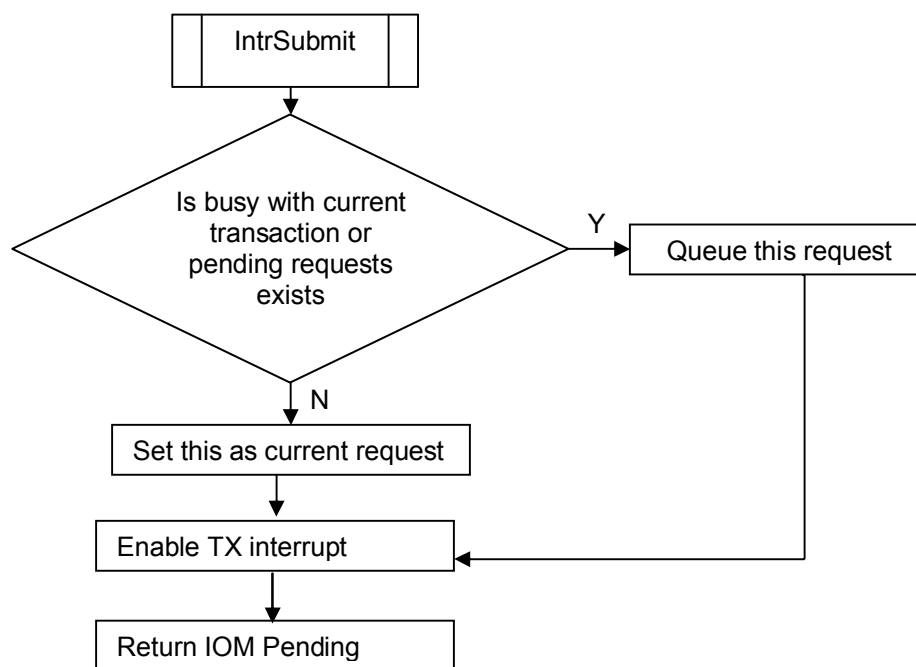 IntrSubmit
Is busy with current
transaction or
pending requests
exists
Y
Queue this request
N
Set this as current request
Enable TX interrupt
Return IOM Pending